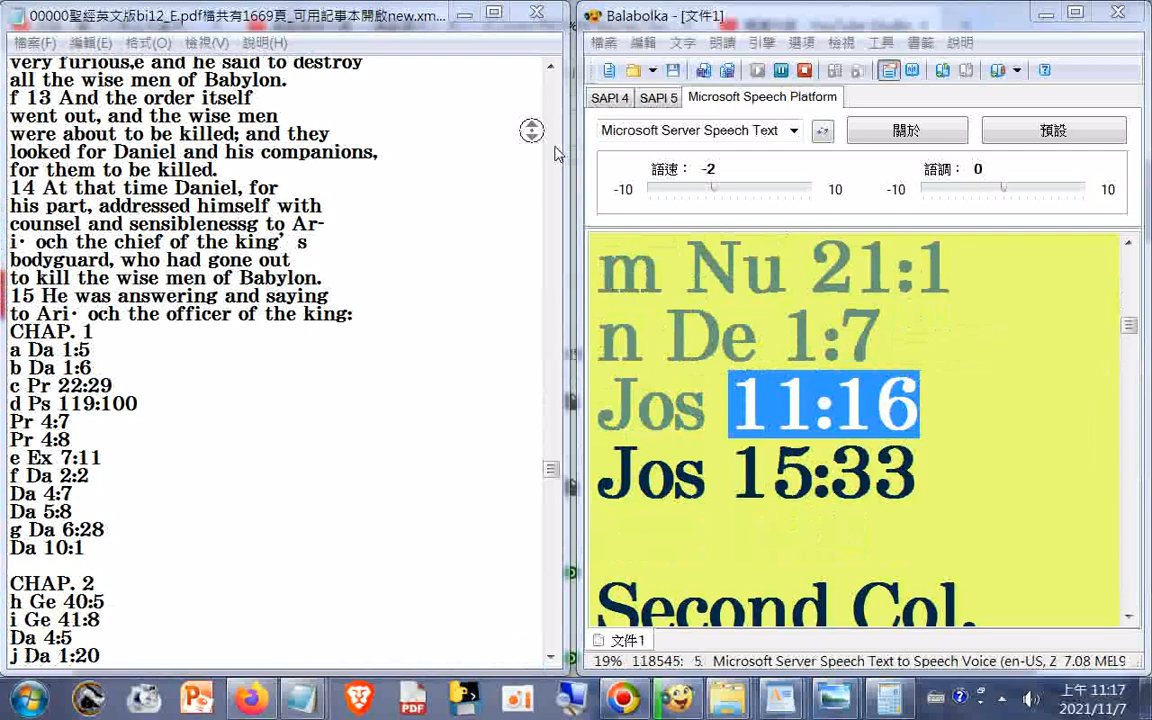 00000聖經英文版bi12_E.pdf檔共有1669頁_可用記事本開啟new.xm...
檔案(F) 編輯(E) 格式(O) 檢視(V) 說明(H)
very furious,e and he said to destroy
all the wise men of Babylon.
f 13 And the order itself
went out, and the wise men
were about to be killed; and they
looked for Daniel and his companions,
for them to be killed.
14 At that time Daniel, for
his part, addressed himself with
counsel and sensiblenessg to Ar-
i· och the chief of the king’s
bodyguard, who had gone out
to kill the wise men of Babylon.
15 He was answering and saying
to Ari· och the officer of the king:
CHAP. 1
a Da 1:5
b Da 1:6
c Pr 22:29
d Ps 119:100
Pr 4:7
Pr 4:8
e Ex 7:11
f Da 2:2
Da 4:7
Da 5:8
g Da 6:28
Da 10:1
CHAP. 2
h Ge 40:5
i Ge 41:8
Da 4:5
j Da 1:20
Balabolka - [文件1]
檔案 編輯 文字 朗讀 引擎 選項 檢視 工具 書籤 說明
SAPI 4 SAPI 5 Microsoft Speech Platform
Microsoft Server Speech Text 關於 預設
語速： -2 語調： 0
-10 10 -10 10
m Nu 21:1
n De 1:7
Jos 11:16
Jos 15:33
Second Col.
文件1
19% 118545: 5. Microsoft Server Speech Text to Speech Voice (en-US, Z 7.08 MEL9
PDF
上午 11:17
2021/11/7